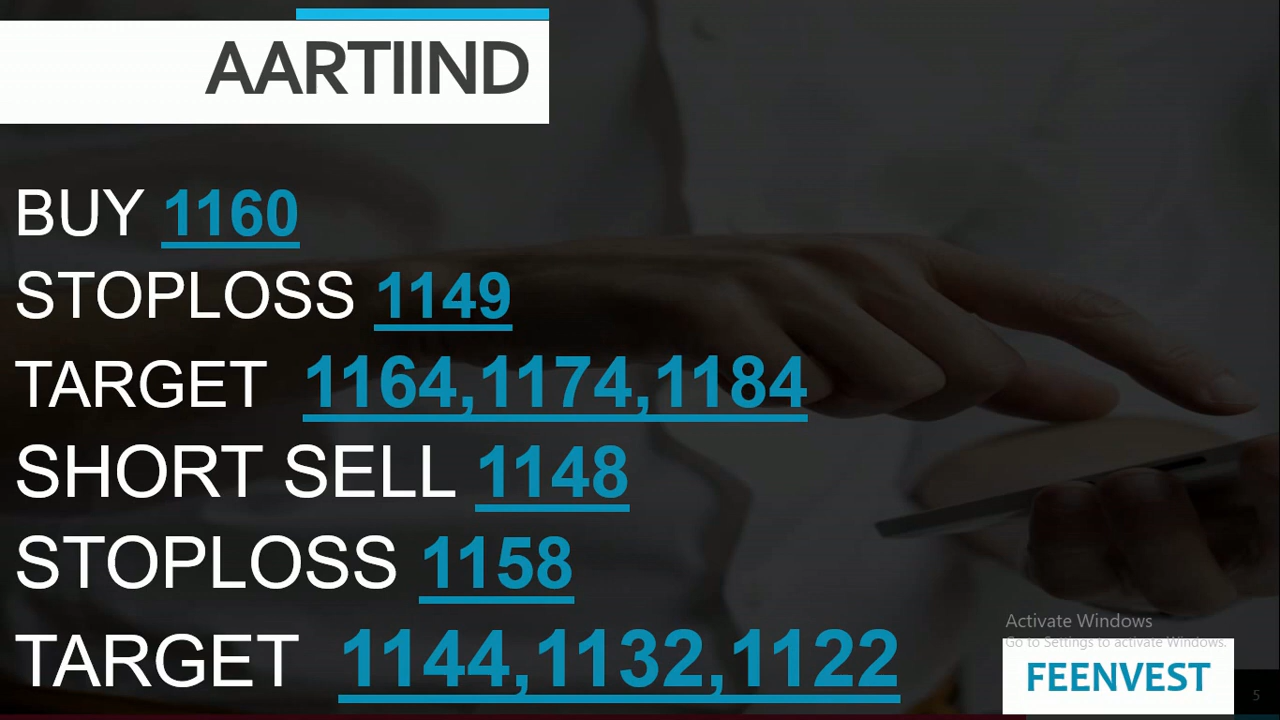 AARTIIND
BUY 1160
STOPLOSS 1149
TARGET 1164,1174,1184
SHORT SELL 1148
STOPLOSS 1158
TARGET 1144,1132,1122
Activate Windows
Go to Settings to activate Windows.
FEENVEST
5